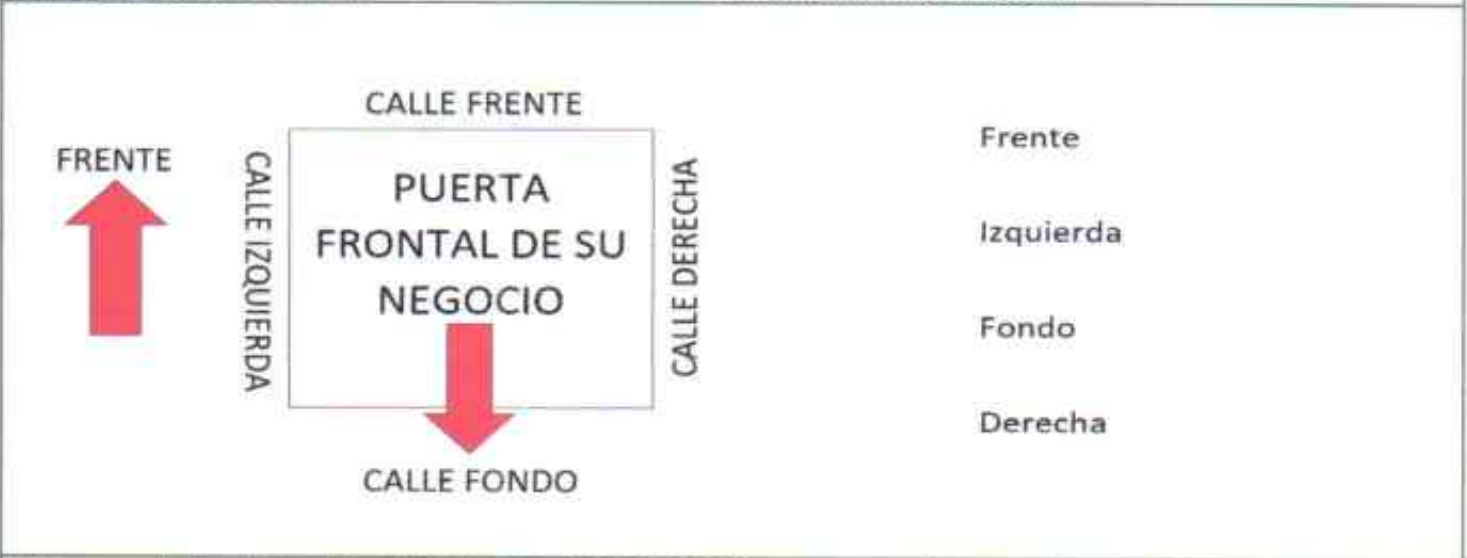 CALLE FRENTE
FRENTE
CALLE IZQUIERDA
PUERTA
FRONTAL DE SU
NEGOCIO
CALLE DERECHA
CALLE FONDO
Frente
Izquierda
Fondo
Derecha